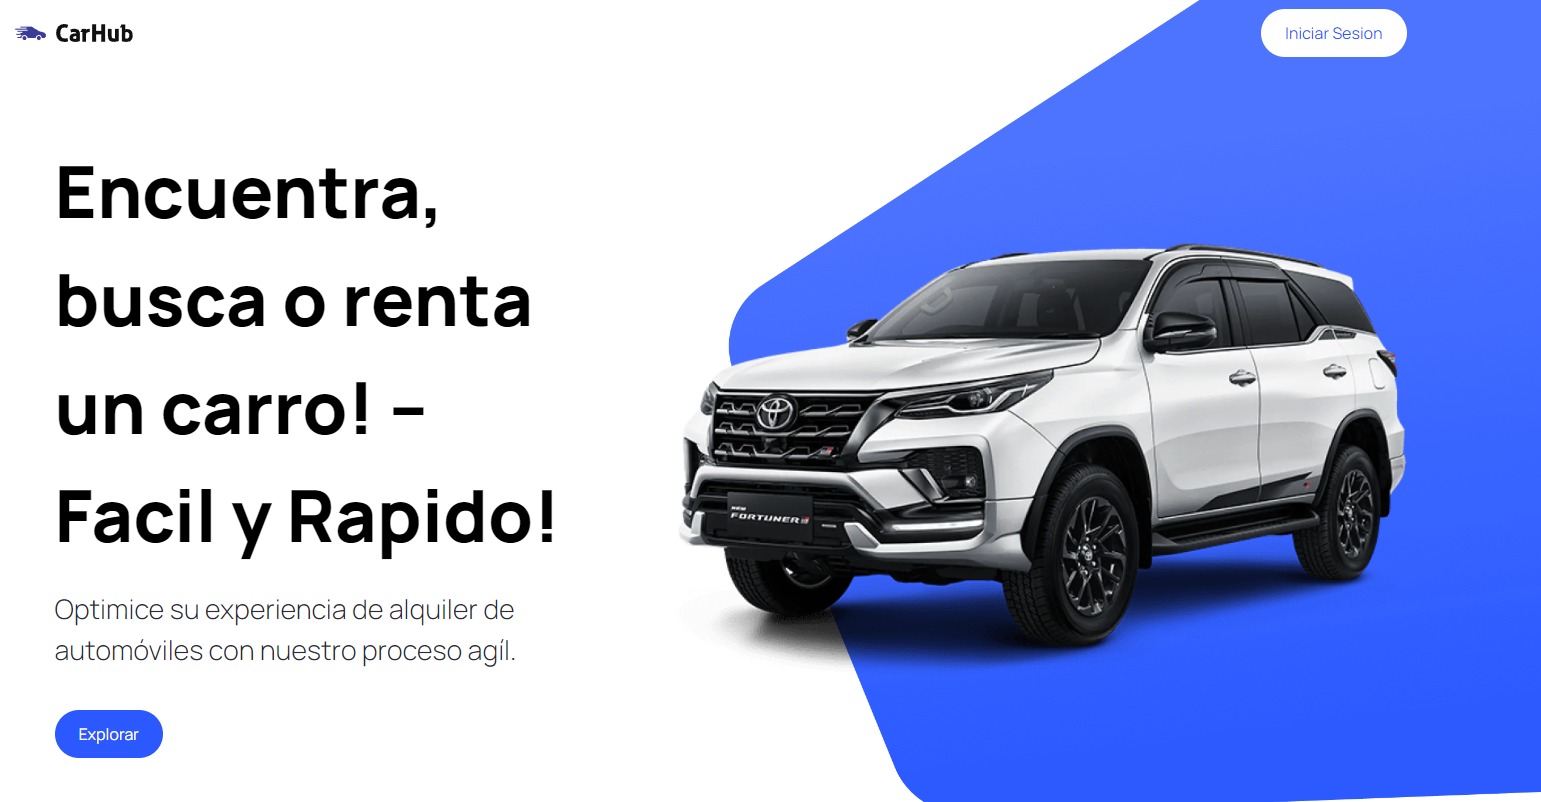 CarHub
Iniciar Sesion
Encuentra,
busca o renta
un carro! –
Facil y Rapido!
NEW
FORTUNER
Optimice su experiencia de alquiler de
automóviles con nuestro proceso agíl.
Explorar